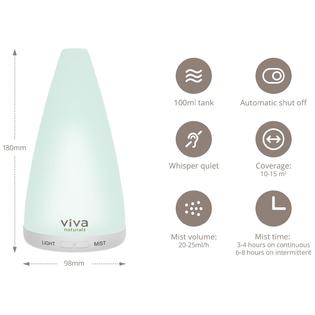 180mm
viva
naturals
LIGHT
MIST
98mm
100ml tank
Automatic shut off
Whisper quiet
Coverage:
10-15 m²
Mist volume:
20-25ml/h
Mist time:
3-4 hours on continuous
6-8 hours on intermittent